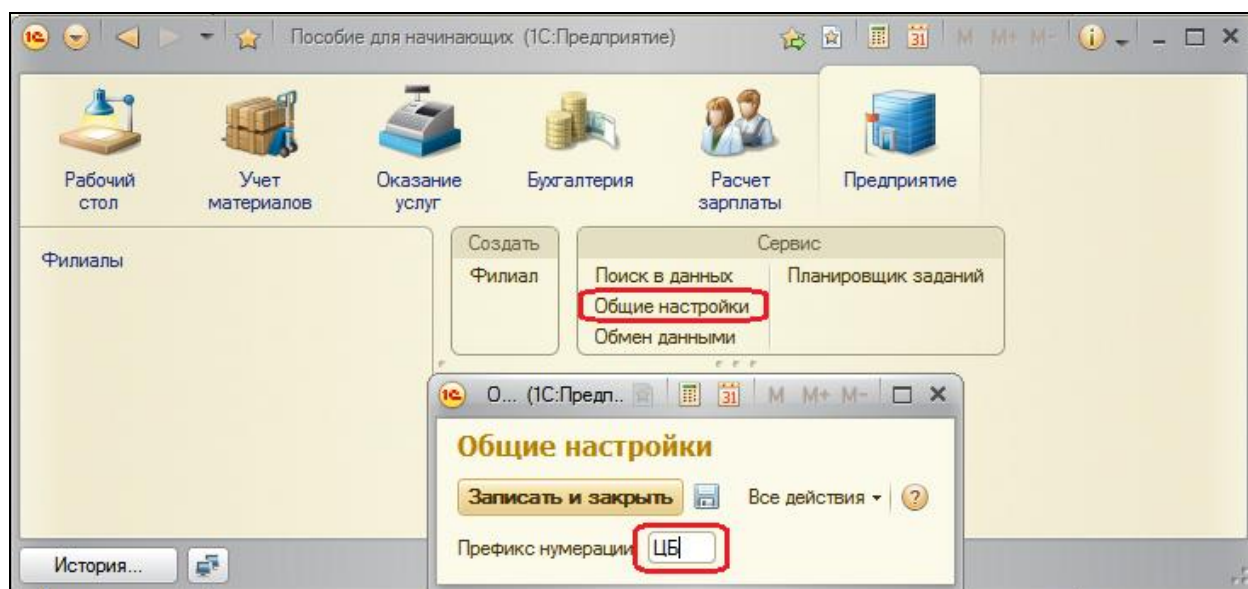 Пособие для начинающих (1С:Предприятие)
31 M M+ M-
Рабочий стол
Учет материалов
Оказание услуг
Бухгалтерия
Расчет зарплаты
Предприятие
Филиалы
Создать
Филиал
Сервис
Поиск в данных
Планировщик заданий
Общие настройки
Обмен данными
О... (1С:Предп.. 31 M M+ M-
Общие настройки
Записать и закрыть
Все действия
Префикс нумерации ЦБ
История...